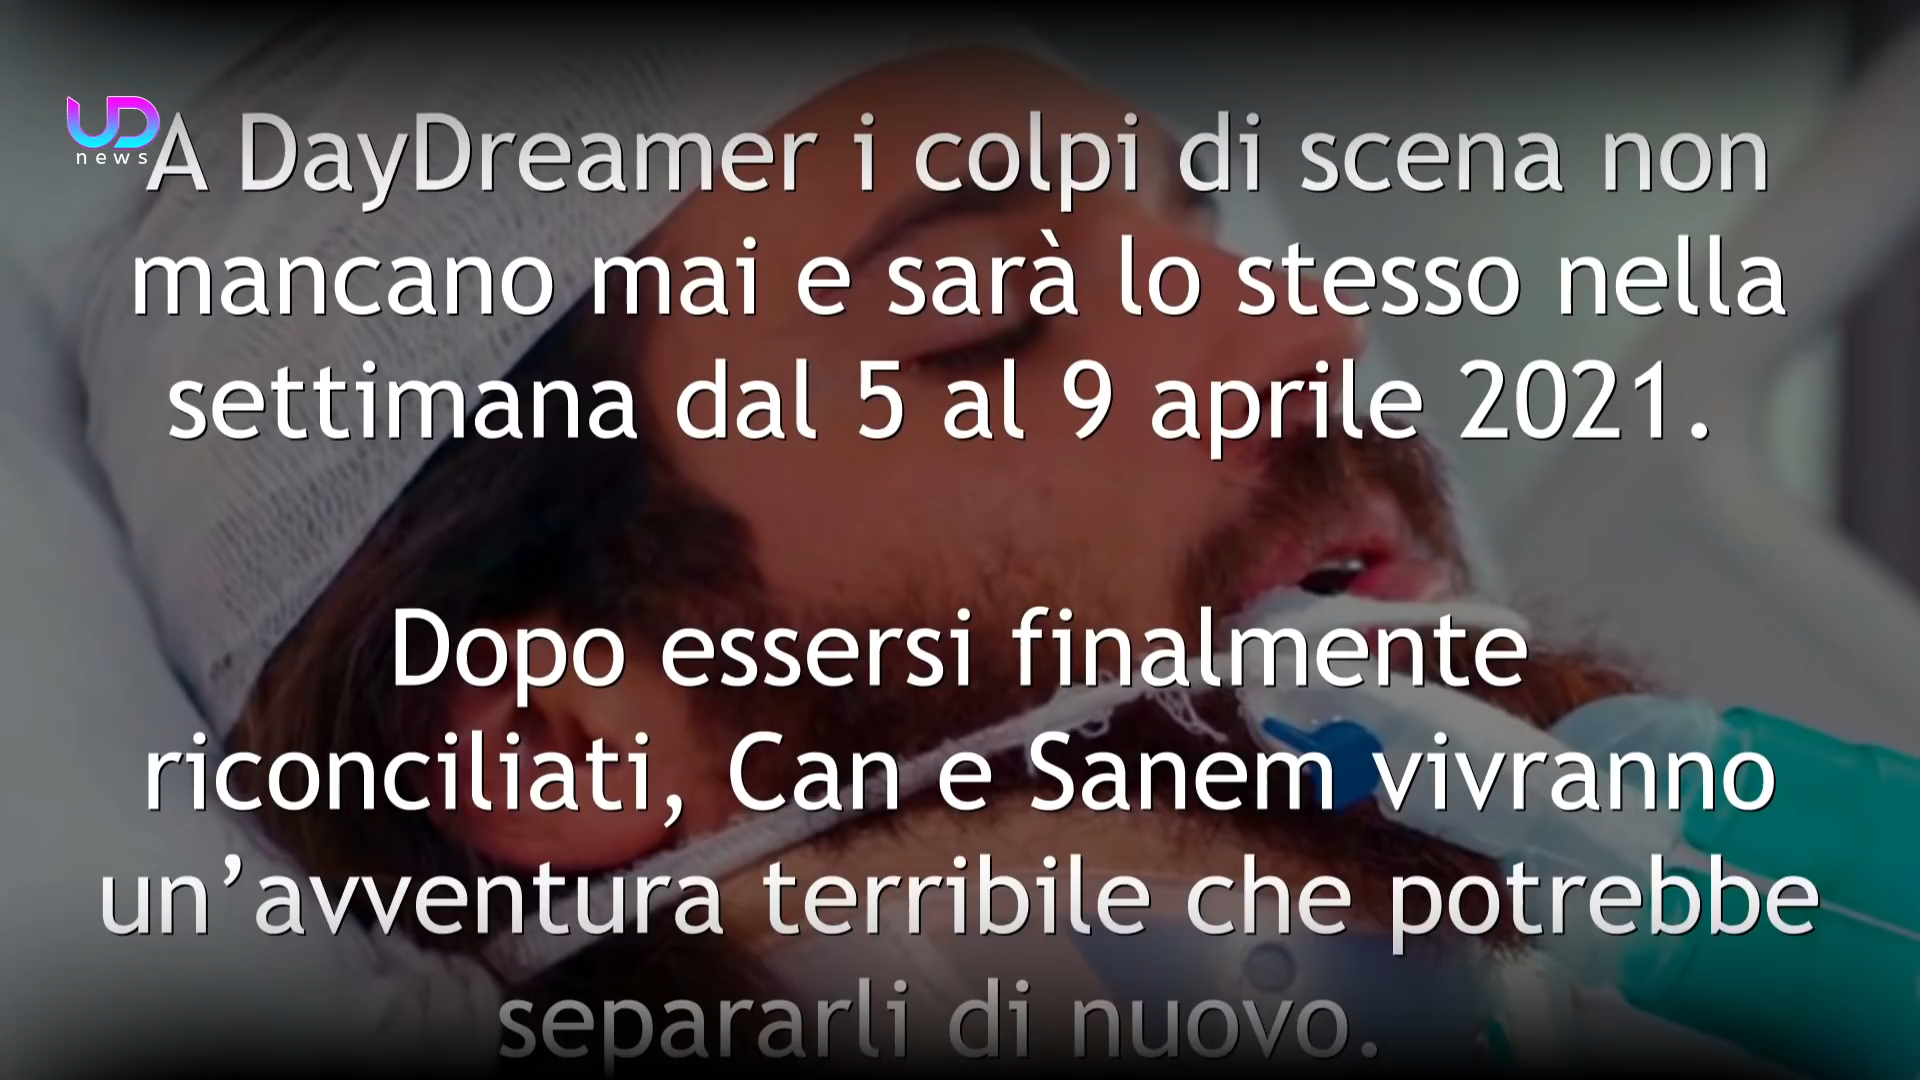 UD
news
A DayDreamer i colpi di scena non
mancano mai e sarà lo stesso nella
settimana dal 5 al 9 aprile 2021.
Dopo essersi finalmente
riconciliati, Can e Sanem vivranno
un’avventura terribile che potrebbe
separarli di nuovo.